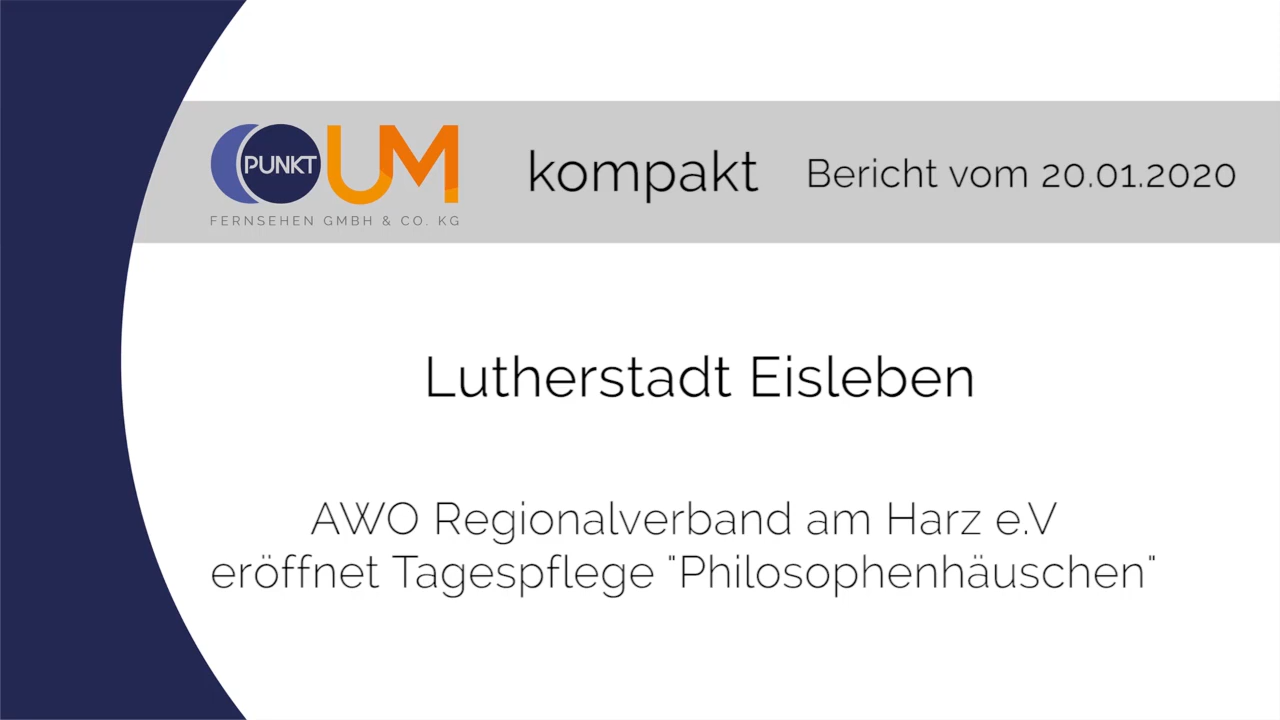 PUNKT UM
FERNSEHEN GMBH & CO. KG
kompakt Bericht vom 20.01.2020
Lutherstadt Eisleben
AWO Regionalverband am Harz e.V
eröffnet Tagespflege "Philosophenhäuschen"